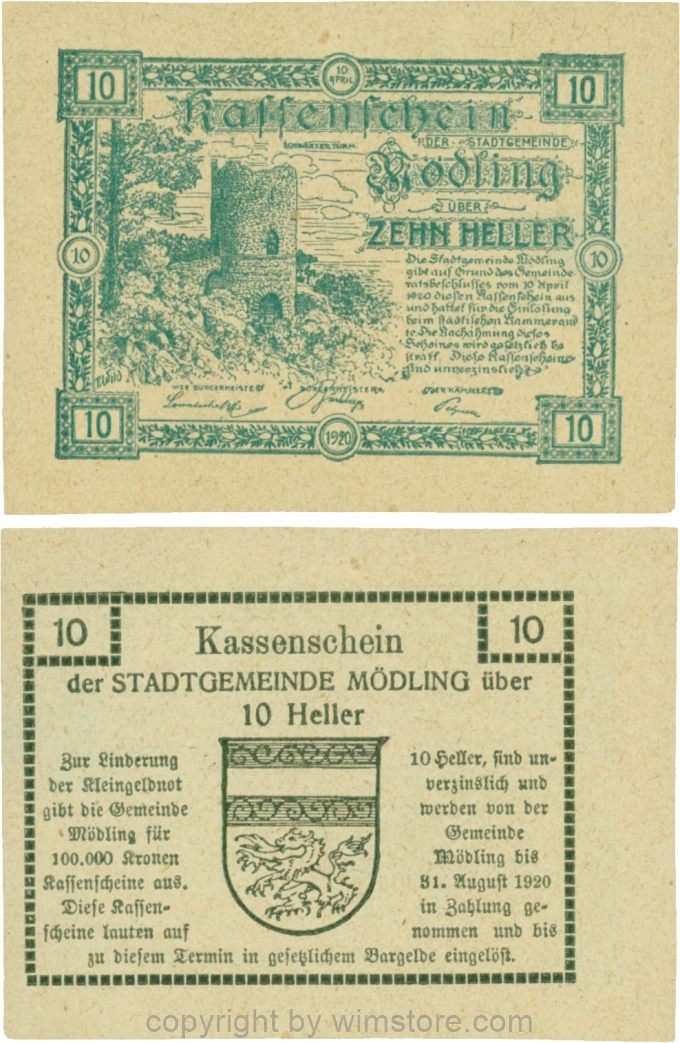 10
10 APRIL
10
Kassenschein
SCHWARZER TURM
DER STADTGEMEINDE
Mödling
ÜBER
ZEHN HELLER
10
10
Die Stadtgemeinde Mödling
gibt auf Grund des Gemeinde
ratsbeschlusses vom 10 April
1920 diesen Kassenschein aus
und haftet für die Einlösung
beim städtischen Kammeram
te. Die Nachahmung dieses
Scheines wird gesetzlich be
straft. Diese Kassenscheine
sind unverzinslich
VIZE BÜRGERMEISTER
BÜRGERMEISTER
OBERKÄMMERER
10
1920
10
10
10
Kassenschein
der STADTGEMEINDE MÖDLING über
10 Heller
Zur Linderung
der Kleingeldnot
gibt die Gemeinde
Mödling für
100.000 Kronen
Kassenscheine aus.
Diese Kassen-
scheine lauten auf
10 Heller, sind un-
verzinslich und
werden von der
Gemeinde
Mödling bis
31. August 1920
in Zahlung ge-
nommen und bis
zu diesem Termin in gesetzlichem Bargelde eingelöst.
copyright by wimstore.com